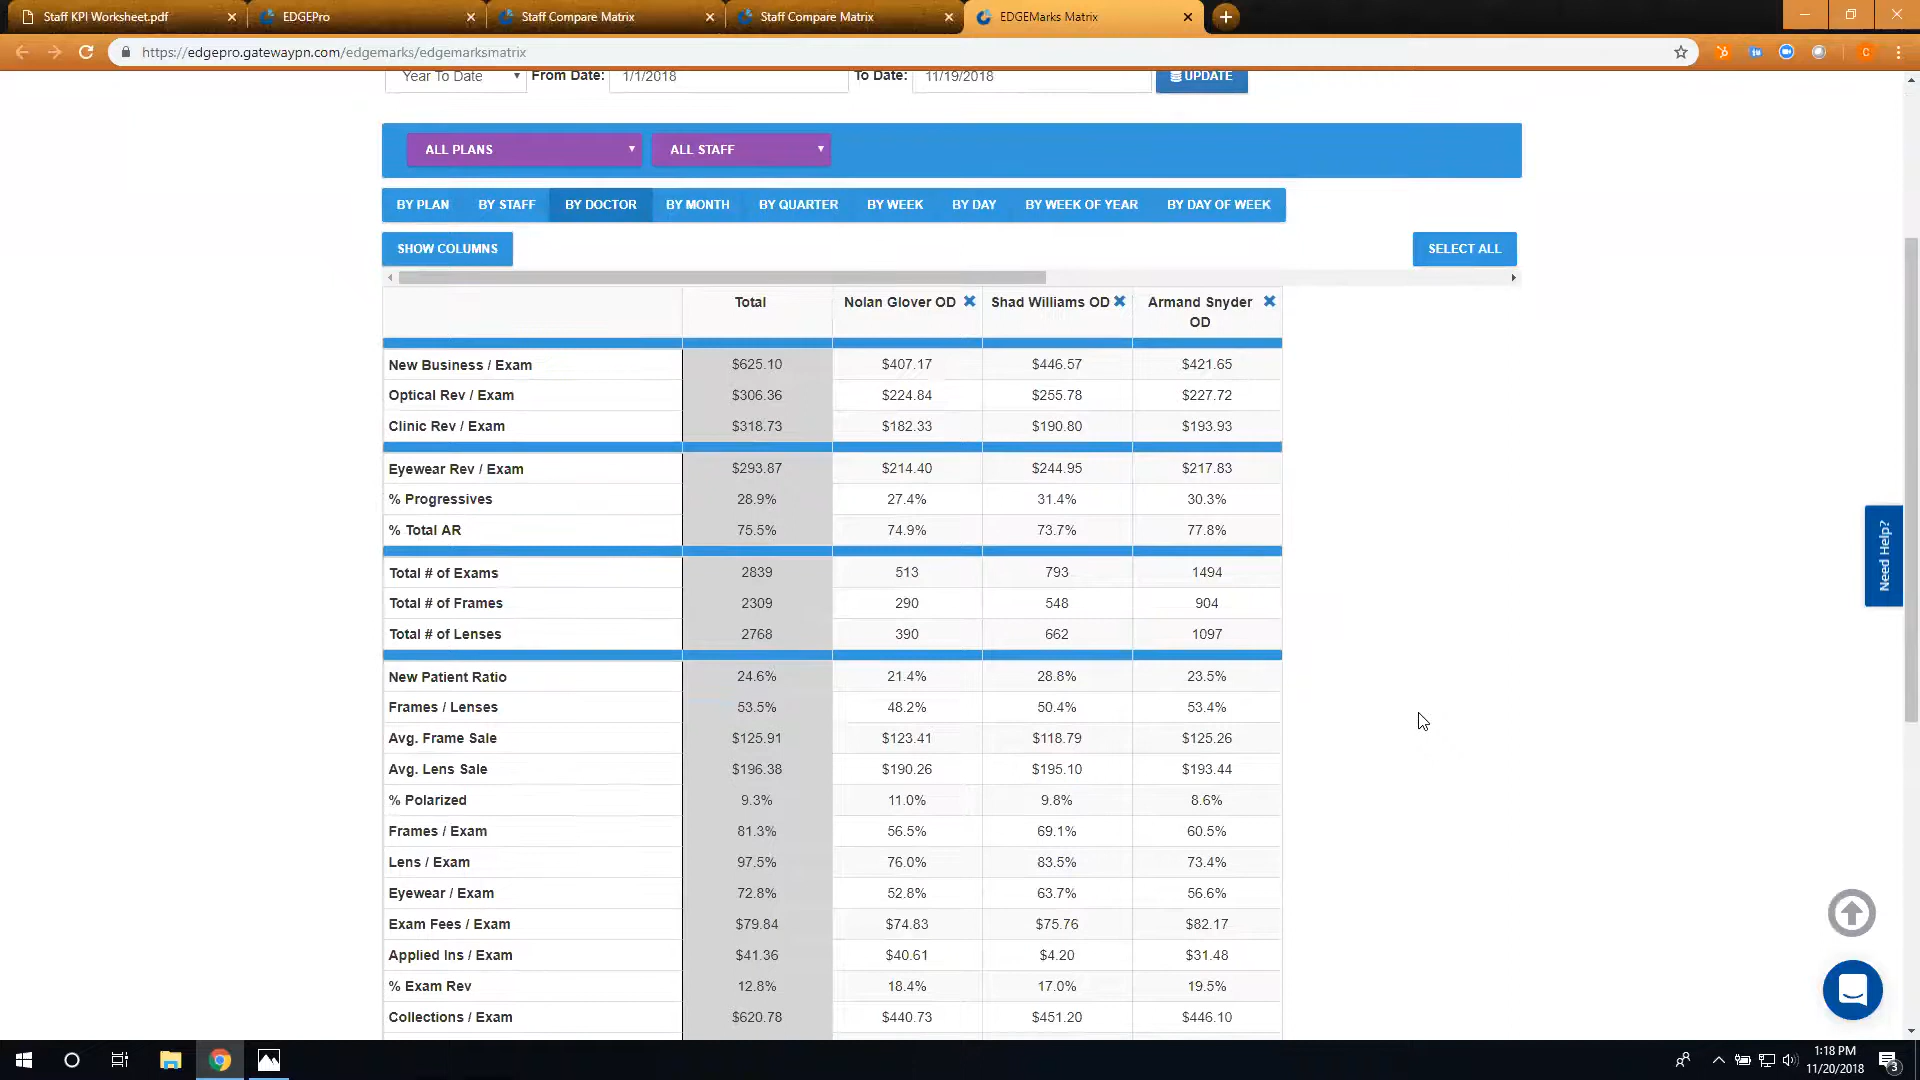 Staff KPI Worksheet.pdf
EDGEPro
Staff Compare Matrix
Staff Compare Matrix
EDGEMarks Matrix
https://edgepro.gatewaypn.com/edgemarks/edgemarksmatrix
C
Year To Date From Date: 1/1/2018 To Date: 11/19/2018 UPDATE
ALL PLANS ALL STAFF
BY PLAN BY STAFF BY DOCTOR BY MONTH BY QUARTER BY WEEK BY DAY BY WEEK OF YEAR BY DAY OF WEEK
SHOW COLUMNS SELECT ALL
Total Nolan Glover OD Shad Williams OD Armand Snyder OD
New Business / Exam $625.10 $407.17 $446.57 $421.65
Optical Rev / Exam $306.36 $224.84 $255.78 $227.72
Clinic Rev / Exam $318.73 $182.33 $190.80 $193.93
Eyewear Rev / Exam $293.87 $214.40 $244.95 $217.83
% Progressives 28.9% 27.4% 31.4% 30.3%
% Total AR 75.5% 74.9% 73.7% 77.8%
Total # of Exams 2839 513 793 1494
Total # of Frames 2309 290 548 904
Total # of Lenses 2768 390 662 1097
New Patient Ratio 24.6% 21.4% 28.8% 23.5%
Frames / Lenses 53.5% 48.2% 50.4% 53.4%
Avg. Frame Sale $125.91 $123.41 $118.79 $125.26
Avg. Lens Sale $196.38 $190.26 $195.10 $193.44
% Polarized 9.3% 11.0% 9.8% 8.6%
Frames / Exam 81.3% 56.5% 69.1% 60.5%
Lens / Exam 97.5% 76.0% 83.5% 73.4%
Eyewear / Exam 72.8% 52.8% 63.7% 56.6%
Exam Fees / Exam $79.84 $74.83 $75.76 $82.17
Applied Ins / Exam $41.36 $40.61 $4.20 $31.48
% Exam Rev 12.8% 18.4% 17.0% 19.5%
Collections / Exam $620.78 $440.73 $451.20 $446.10
Need Help?
1:18 PM
11/20/2018
3